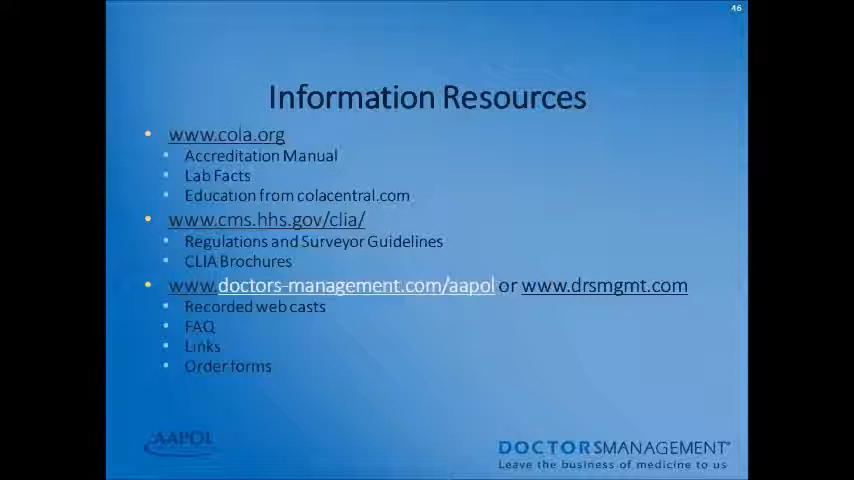 46
Information Resources
• www.cola.org
• Accreditation Manual
• Lab Facts
• Education from colacentral.com
• www.cms.hhs.gov/clia/
• Regulations and Surveyor Guidelines
• CLIA Brochures
• www.doctors-management.com/aapol or www.drsmgmt.com
• Recorded web casts
• FAQ
• Links
• Order forms
AAPOL
DOCTORSMANAGEMENT
Leave the business of medicine to us